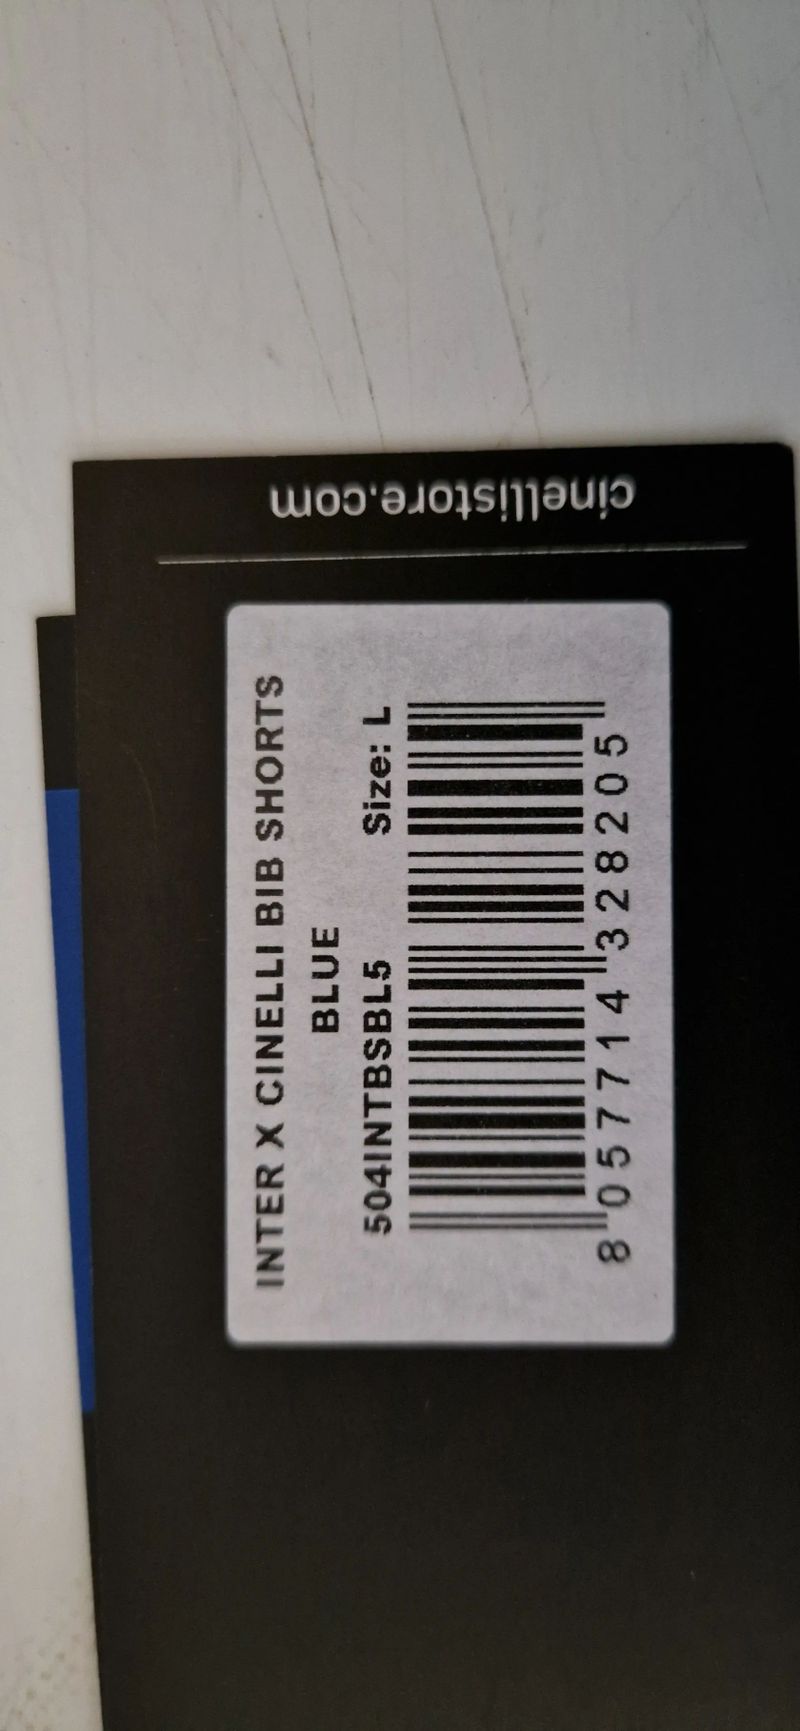 cinellistore.com
INTER X CINELLI BIB SHORTS
BLUE
504INTBSBL5 Size: L
8 057714 328205